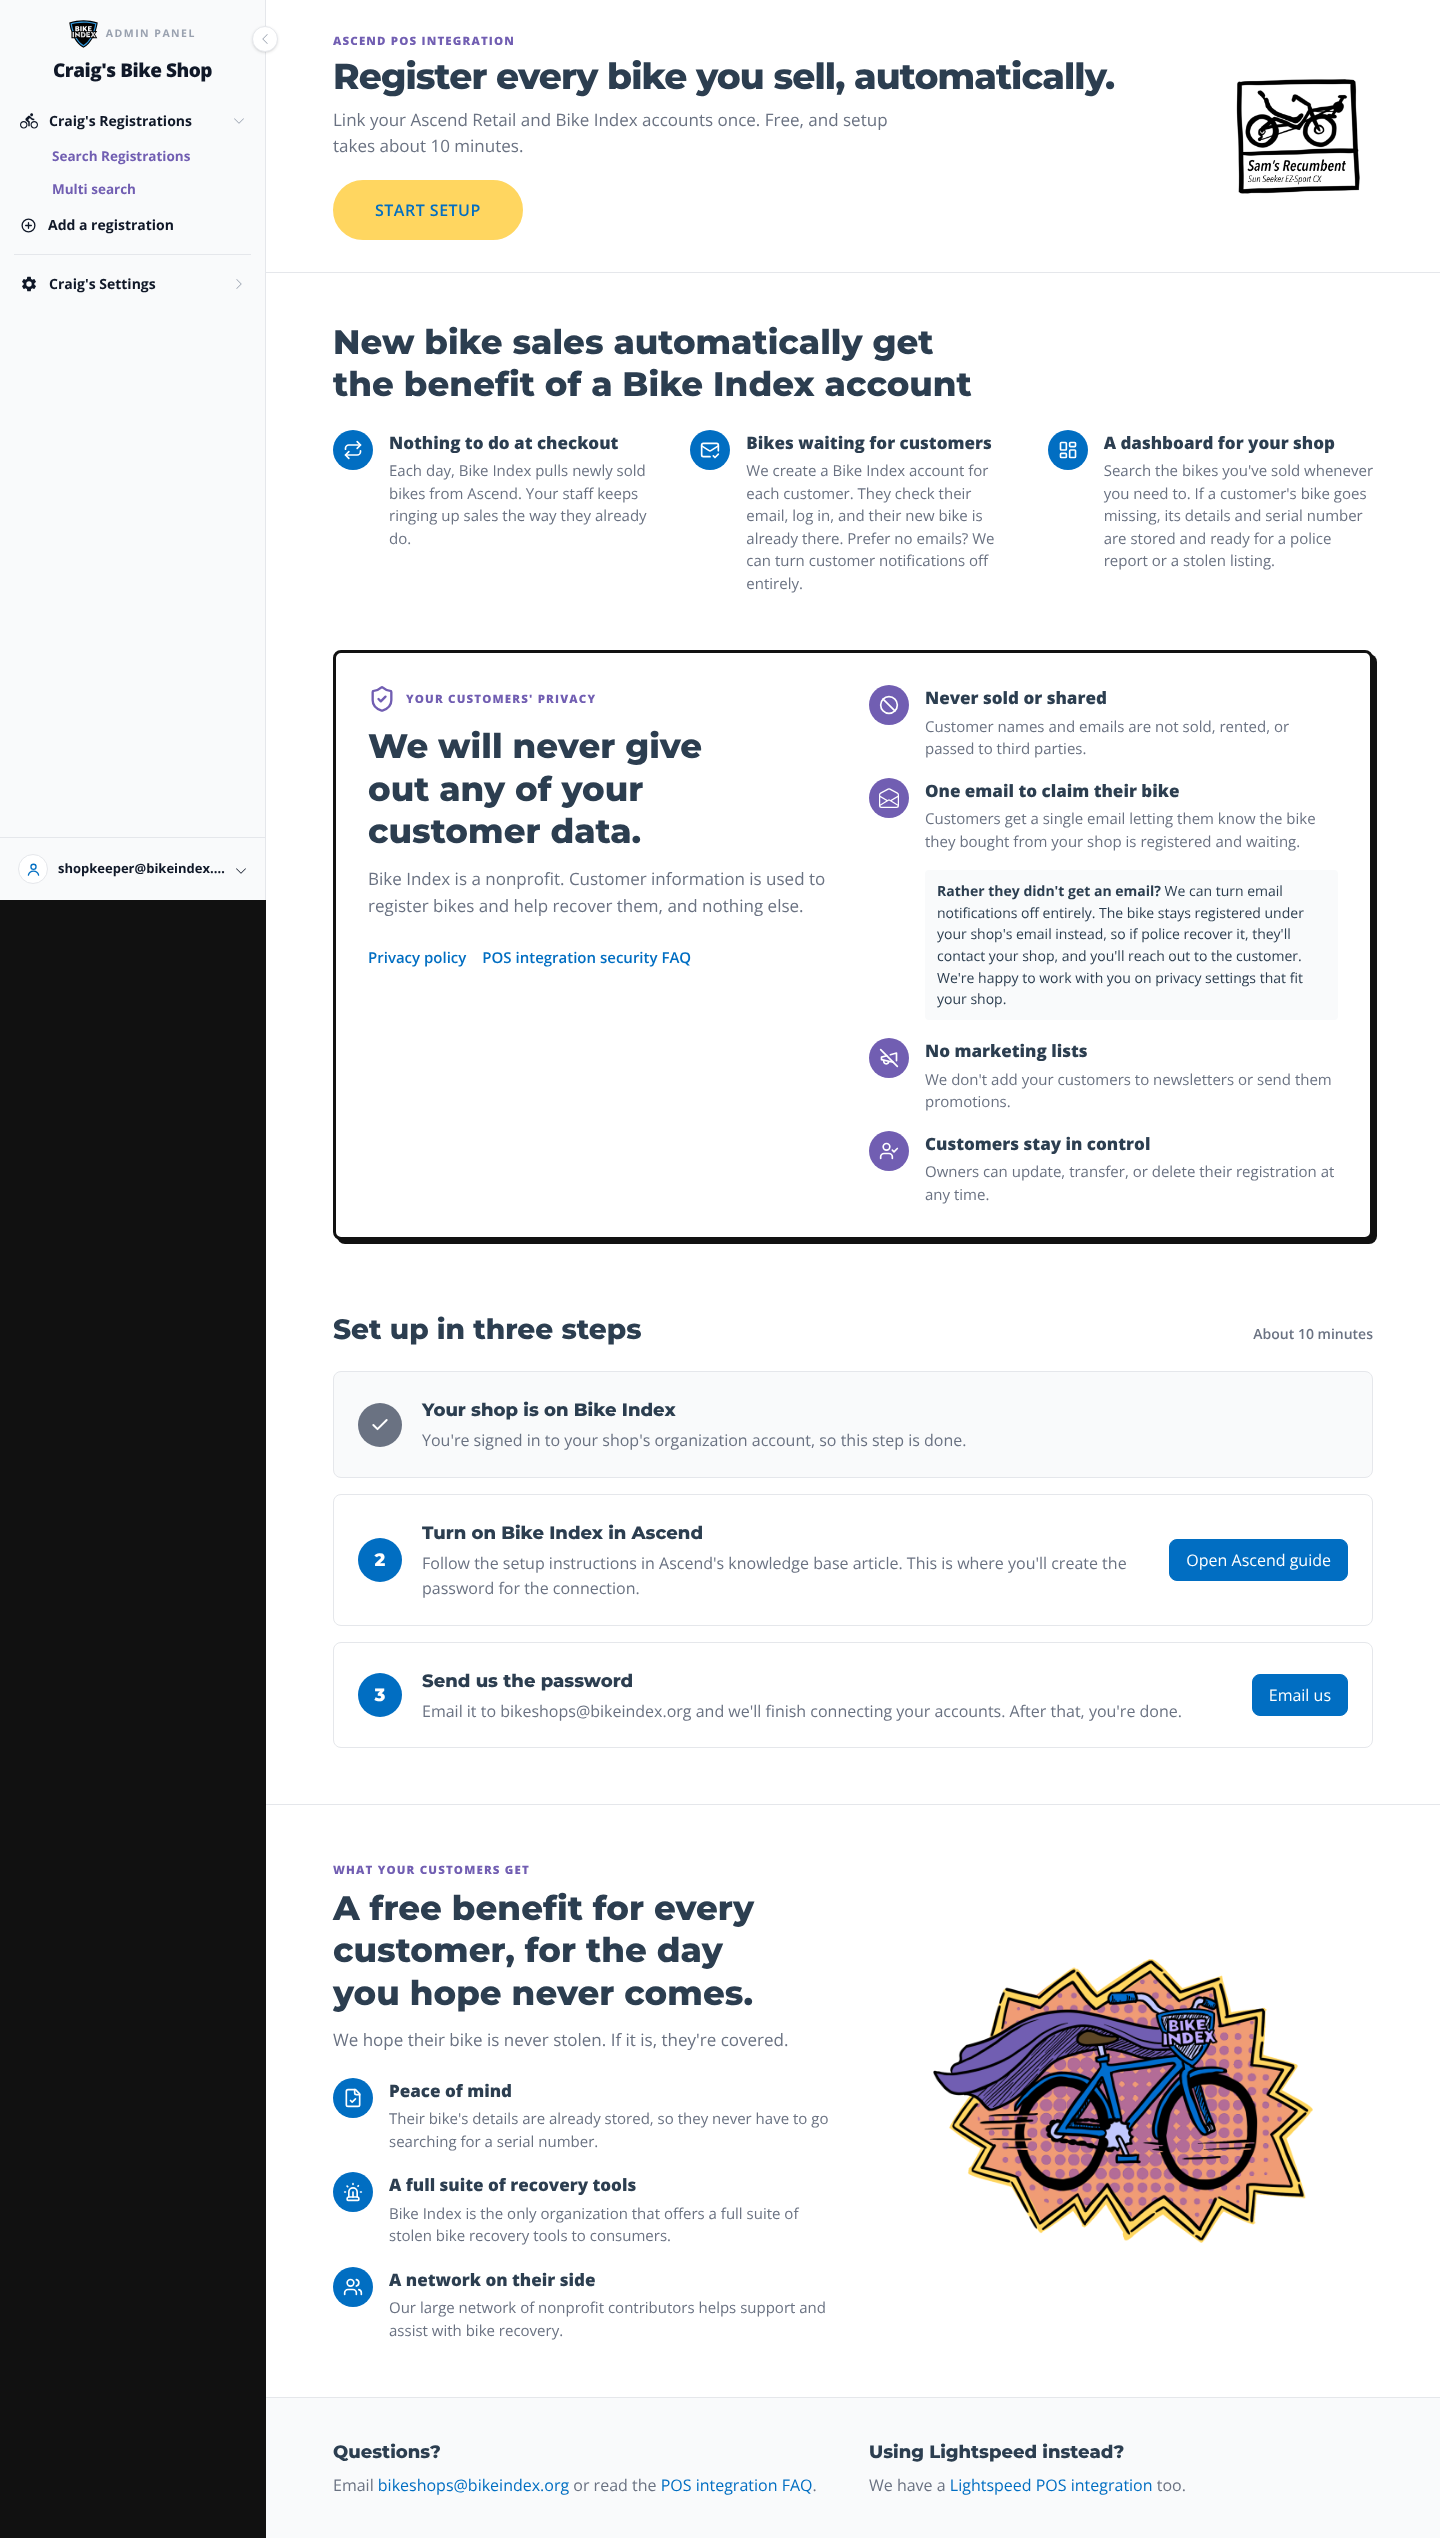 BIKE INDEX
ADMIN PANEL
Craig's Bike Shop
Craig's Registrations
Search Registrations
Multi search
Add a registration
Craig's Settings
shopkeeper@bikeindex....
ASCEND POS INTEGRATION
Register every bike you sell, automatically.
Link your Ascend Retail and Bike Index accounts once. Free, and setup
takes about 10 minutes.
START SETUP
Sam's Recumbent
Sun Seeker EZ-Sport CX
New bike sales automatically get
the benefit of a Bike Index account
Nothing to do at checkout
Each day, Bike Index pulls newly sold
bikes from Ascend. Your staff keeps
ringing up sales the way they already
do.
Bikes waiting for customers
We create a Bike Index account for
each customer. They check their
email, log in, and their new bike is
already there. Prefer no emails? We
can turn customer notifications off
entirely.
A dashboard for your shop
Search the bikes you've sold whenever
you need to. If a customer's bike goes
missing, its details and serial number
are stored and ready for a police
report or a stolen listing.
YOUR CUSTOMERS' PRIVACY
We will never give
out any of your
customer data.
Bike Index is a nonprofit. Customer information is used to
register bikes and help recover them, and nothing else.
Privacy policy POS integration security FAQ
Never sold or shared
Customer names and emails are not sold, rented, or
passed to third parties.
One email to claim their bike
Customers get a single email letting them know the bike
they bought from your shop is registered and waiting.
Rather they didn't get an email? We can turn email
notifications off entirely. The bike stays registered under
your shop's email instead, so if police recover it, they'll
contact your shop, and you'll reach out to the customer.
We're happy to work with you on privacy settings that fit
your shop.
No marketing lists
We don't add your customers to newsletters or send them
promotions.
Customers stay in control
Owners can update, transfer, or delete their registration at
any time.
Set up in three steps
About 10 minutes
Your shop is on Bike Index
You're signed in to your shop's organization account, so this step is done.
2
Turn on Bike Index in Ascend
Follow the setup instructions in Ascend's knowledge base article. This is where you'll create the
password for the connection.
Open Ascend guide
3
Send us the password
Email it to bikeshops@bikeindex.org and we'll finish connecting your accounts. After that, you're done.
Email us
WHAT YOUR CUSTOMERS GET
A free benefit for every
customer, for the day
you hope never comes.
We hope their bike is never stolen. If it is, they're covered.
Peace of mind
Their bike's details are already stored, so they never have to go
searching for a serial number.
A full suite of recovery tools
Bike Index is the only organization that offers a full suite of
stolen bike recovery tools to consumers.
A network on their side
Our large network of nonprofit contributors helps support and
assist with bike recovery.
BIKE
INDEX
Questions?
Email bikeshops@bikeindex.org or read the POS integration FAQ.
Using Lightspeed instead?
We have a Lightspeed POS integration too.